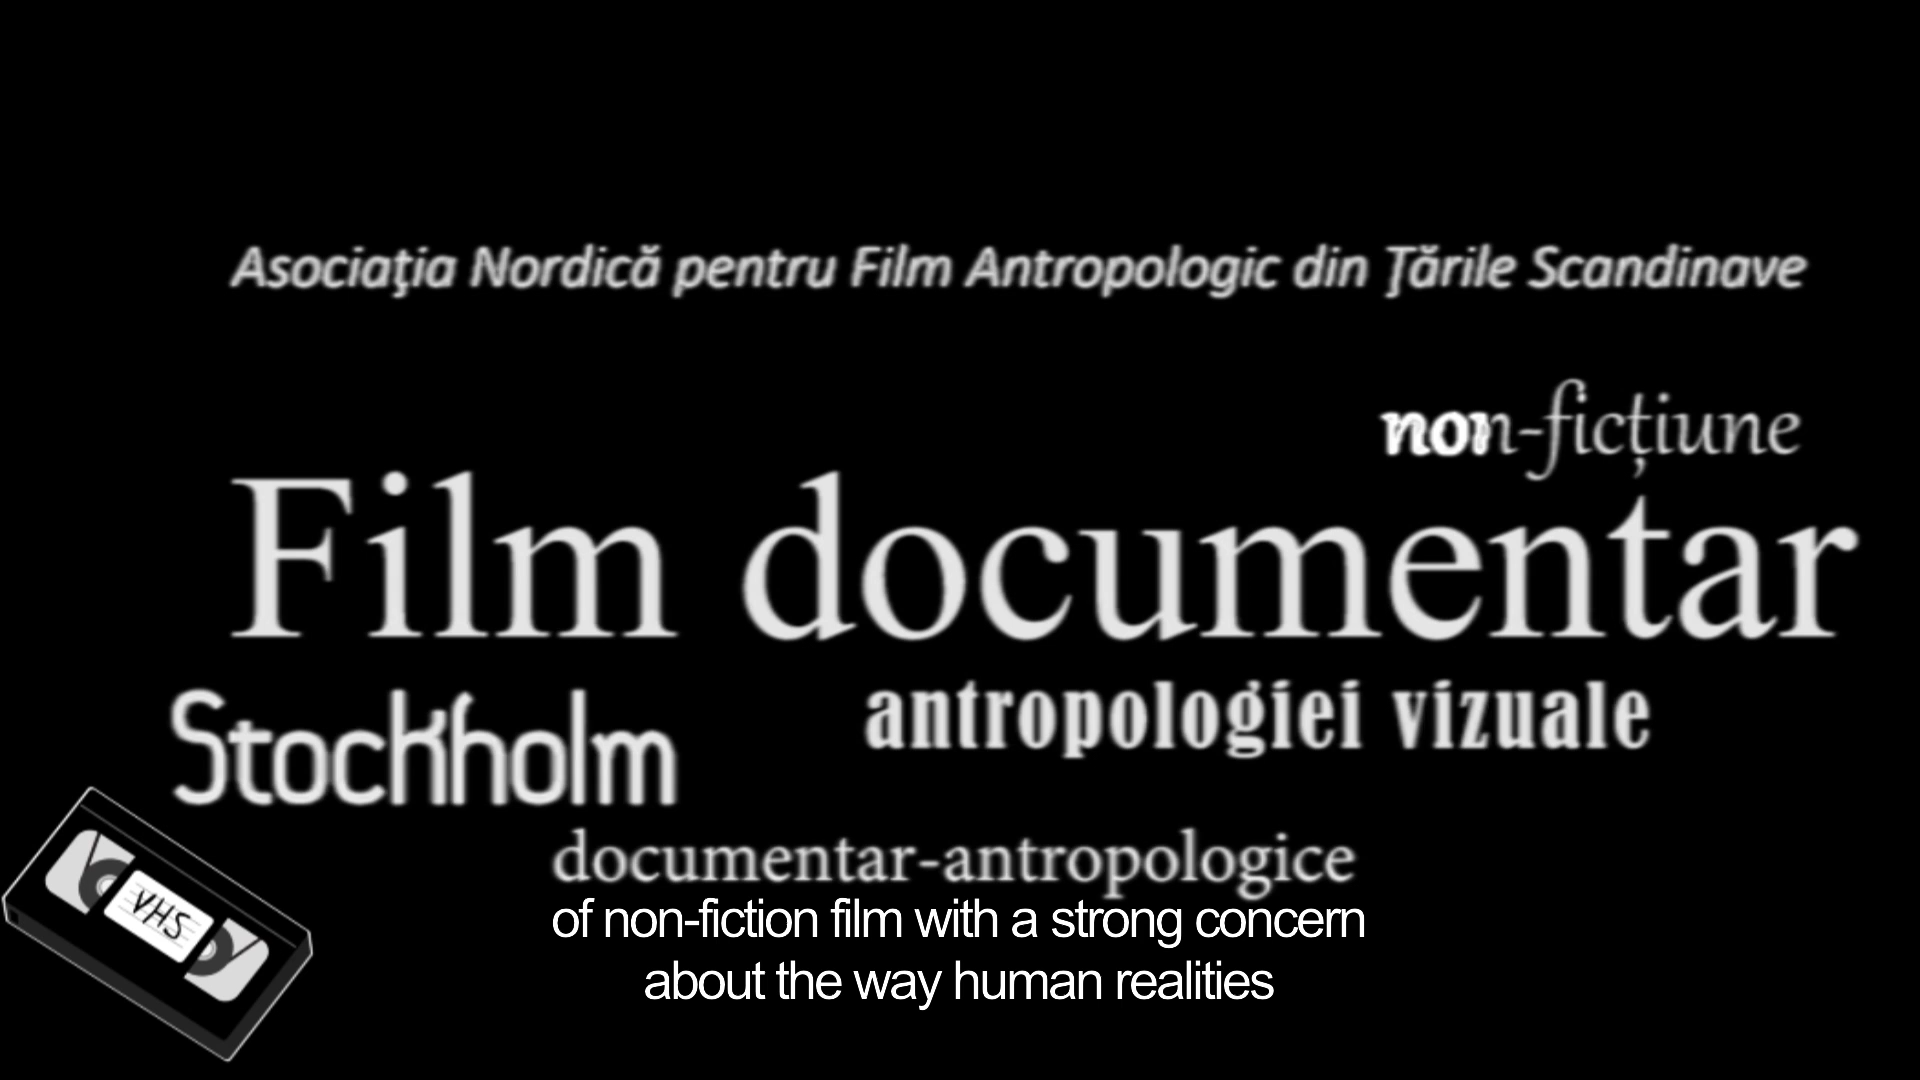 Asociaţia Nordică pentru Film Antropologic din Ţările Scandinave
non-ficțiune
Film documentar
antropologiei vizuale
Stockholm
VHS
documentar-antropologice
of non-fiction film with a strong concern
about the way human realities